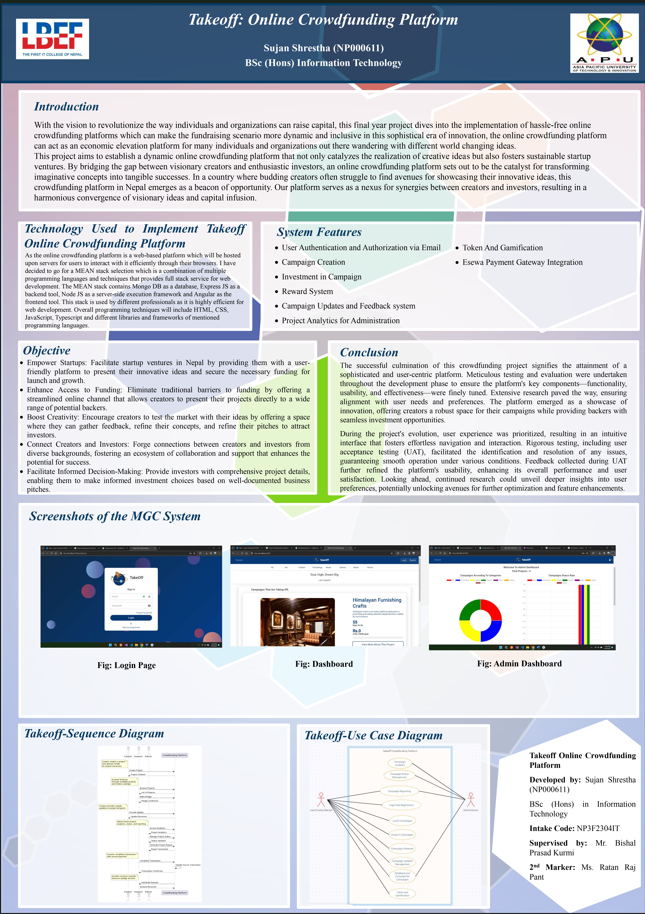 LBEF
THE FIRST IT COLLEGE OF NEPAL
Takeoff: Online Crowdfunding Platform
Sujan Shrestha (NP000611)
BSc (Hons) Information Technology
A·P·U
ASIA PACIFIC UNIVERSITY
OF TECHNOLOGY & INNOVATION
Introduction
With the vision to revolutionize the way individuals and organizations can raise capital, this final year project dives into the implementation of hassle-free online
crowdfunding platforms which can make the fundraising scenario more dynamic and inclusive in this sophisticated era of innovation, the online crowdfunding platform
can act as an economic elevation platform for many individuals and organizations out there wandering with different world changing ideas.
This project aims to establish a dynamic online crowdfunding platform that not only catalyzes the realization of creative ideas but also fosters sustainable startup
ventures. By bridging the gap between visionary creators and enthusiastic investors, an online crowdfunding platform sets out to be the catalyst for transforming
imaginative concepts into tangible successes. In a country where budding creators often struggle to find avenues for showcasing their innovative ideas, this
crowdfunding platform in Nepal emerges as a beacon of opportunity. Our platform serves as a nexus for synergies between creators and investors, resulting in a
harmonious convergence of visionary ideas and capital infusion.
Technology Used to Implement Takeoff
Online Crowdfunding Platform
As the online crowdfunding platform is a web-based platform which will be hosted
upon servers for users to interact with it efficiently through their browsers. I have
decided to go for a MEAN stack selection which is a combination of multiple
programming languages and techniques that provides full stack service for web
development. The MEAN stack contains Mongo DB as a database, Express JS as a
backend tool, Node JS as a server-side execution framework and Angular as the
frontend tool. This stack is used by different professionals as it is highly efficient for
web development. Overall programming techniques will include HTML, CSS,
JavaScript, Typescript and different libraries and frameworks of mentioned
programming languages.
System Features
• User Authentication and Authorization via Email
• Campaign Creation
• Investment in Campaign
• Reward System
• Campaign Updates and Feedback system
• Project Analytics for Administration
• Token And Gamification
• Esewa Payment Gateway Integration
Objective
• Empower Startups: Facilitate startup ventures in Nepal by providing them with a user-
friendly platform to present their innovative ideas and secure the necessary funding for
launch and growth.
• Enhance Access to Funding: Eliminate traditional barriers to funding by offering a
streamlined online channel that allows creators to present their projects directly to a wide
range of potential backers.
• Boost Creativity: Encourage creators to test the market with their ideas by offering a space
where they can gather feedback, refine their concepts, and refine their pitches to attract
investors.
• Connect Creators and Investors: Forge connections between creators and investors from
diverse backgrounds, fostering an ecosystem of collaboration and support that enhances the
potential for success.
• Facilitate Informed Decision-Making: Provide investors with comprehensive project details,
enabling them to make informed investment choices based on well-documented business
pitches.
Conclusion
The successful culmination of this crowdfunding project signifies the attainment of a
sophisticated and user-centric platform. Meticulous testing and evaluation were undertaken
throughout the development phase to ensure the platform's key components—functionality,
usability, and effectiveness—were finely tuned. Extensive research paved the way, ensuring
alignment with user needs and preferences. The platform emerged as a showcase of
innovation, offering creators a robust space for their campaigns while providing backers with
seamless investment opportunities.
During the project's evolution, user experience was prioritized, resulting in an intuitive
interface that fosters effortless navigation and interaction. Rigorous testing, including user
acceptance testing (UAT), facilitated the identification and resolution of any issues,
guaranteeing smooth operation under various conditions. Feedback collected during UAT
further refined the platform's usability, enhancing its overall performance and user
satisfaction. Looking ahead, continued research could unveil deeper insights into user
preferences, potentially unlocking avenues for further optimization and feature enhancements.
Screenshots of the MGC System
TakeOff
Sign In
Himalayan Furnishing
Crafts
$5
Rs.0
Fig: Login Page
Fig: Dashboard
Fig: Admin Dashboard
Takeoff-Sequence Diagram
Takeoff-Use Case Diagram
Takeoff Online Crowdfunding
Platform
Developed by: Sujan Shrestha
(NP000611)
BSc (Hons) in Information
Technology
Intake Code: NP3F2304IT
Supervised by: Mr. Bishal
Prasad Kurmi
2nd Marker: Ms. Ratan Raj
Pant